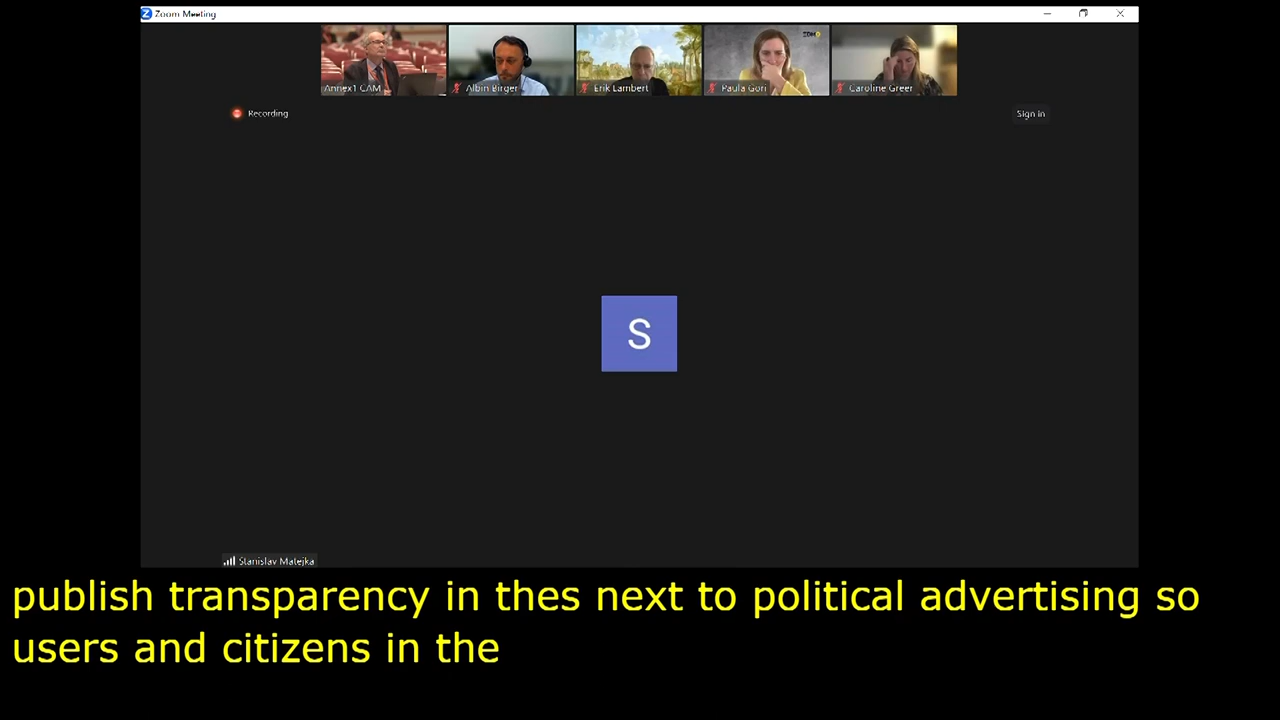 Zoom Meeting
Annex1 CAM
Albin Birger
Erik Lambert
Paula Gori
Caroline Greer
Recording
Sign in
S
Stanislav Matejka
publish transparency in thes next to political advertising so
users and citizens in the